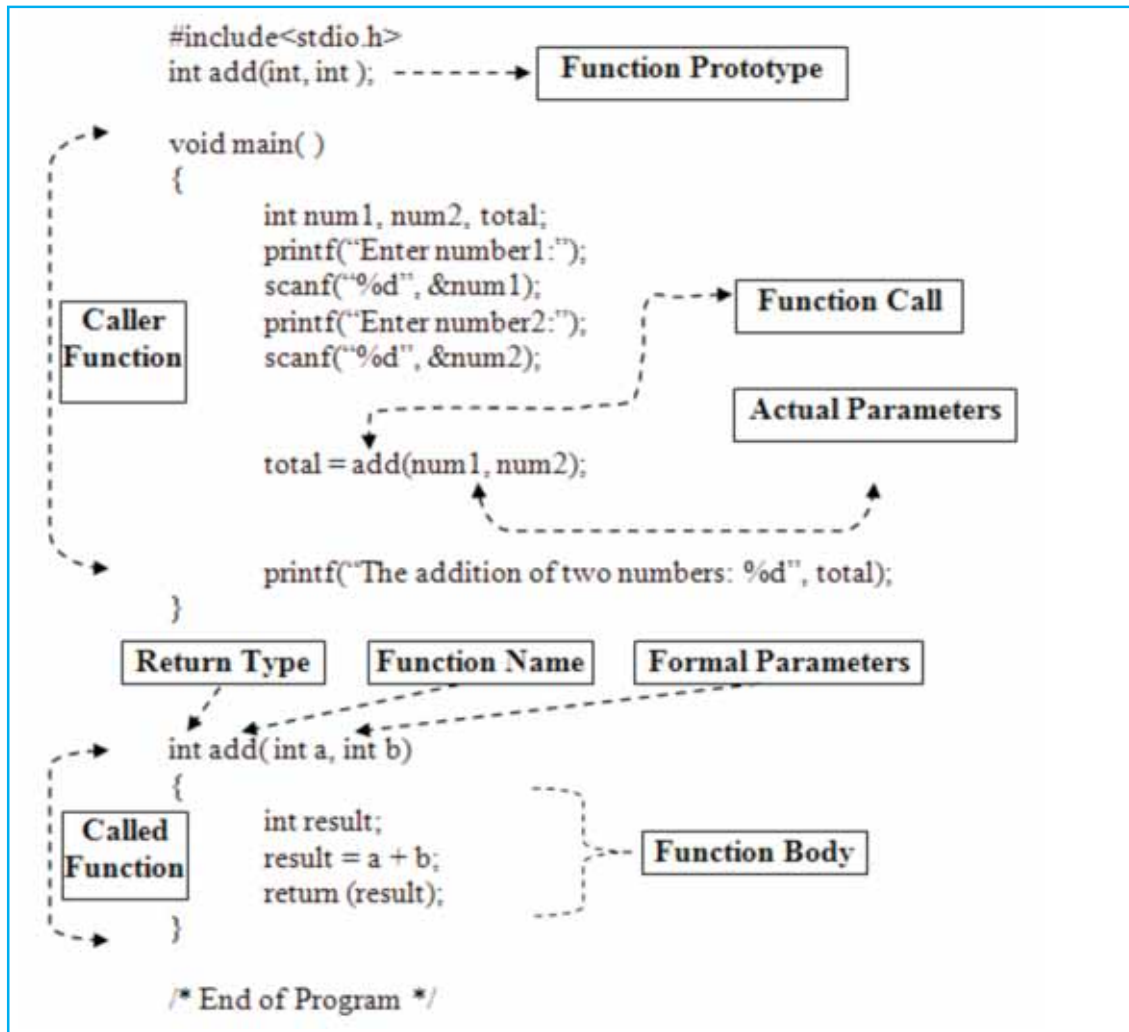 #include<stdio.h>
int add(int, int ); Function Prototype
void main( )
{
int num1, num2, total;
printf(“Enter number1:”);
scanf(“%d”, &num1);
Function Call
Caller Function
printf(“Enter number2:”);
scanf(“%d”, &num2);
Actual Parameters
total = add(num1, num2);
printf(“The addition of two numbers: %d”, total);
}
Return Type Function Name Formal Parameters
int add( int a, int b)
{
Called Function
int result;
result = a + b;
return (result);
Function Body
}
/* End of Program */